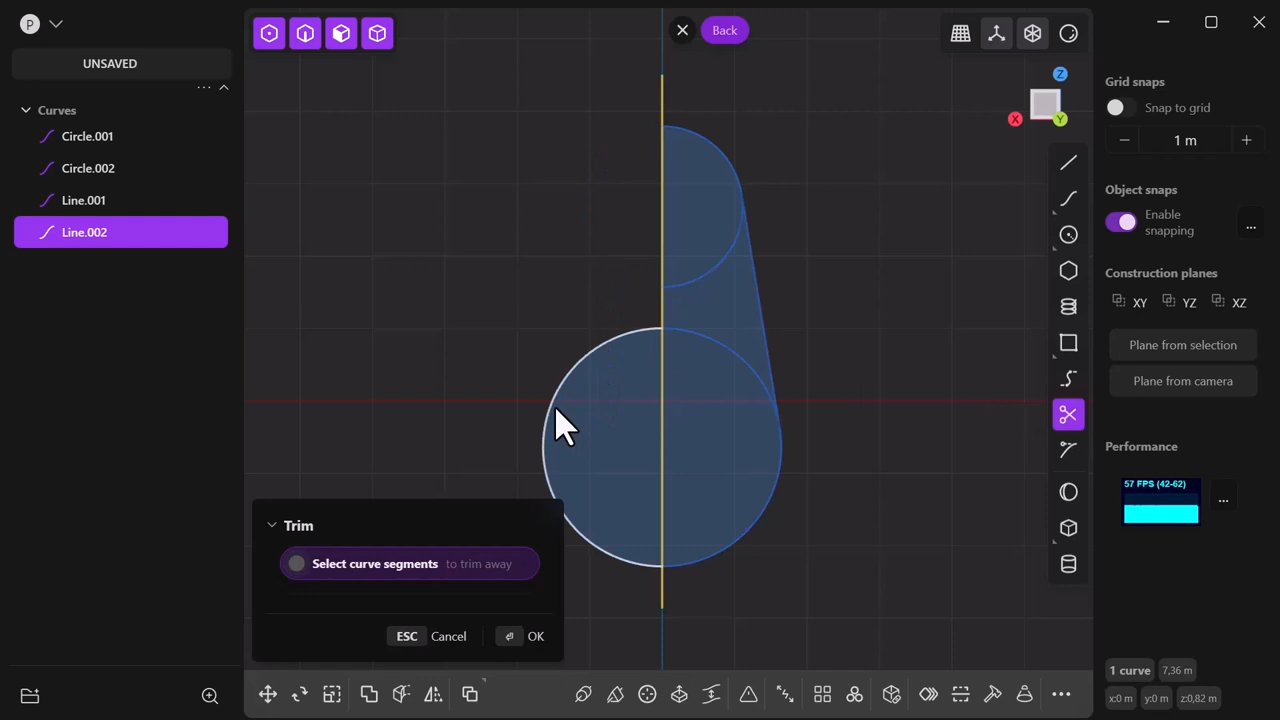 P
UNSAVED
Curves
Circle.001
Circle.002
Line.001
Line.002
Back
Z
X
Y
Trim
Select curve segments to trim away
ESC Cancel
OK
Grid snaps
Snap to grid
1 m
Object snaps
Enable
snapping
Construction planes
XY YZ XZ
Plane from selection
Plane from camera
Performance
57 FPS (42-62)
1 curve 7,36 m
x:0 m y:0 m z:0,82 m